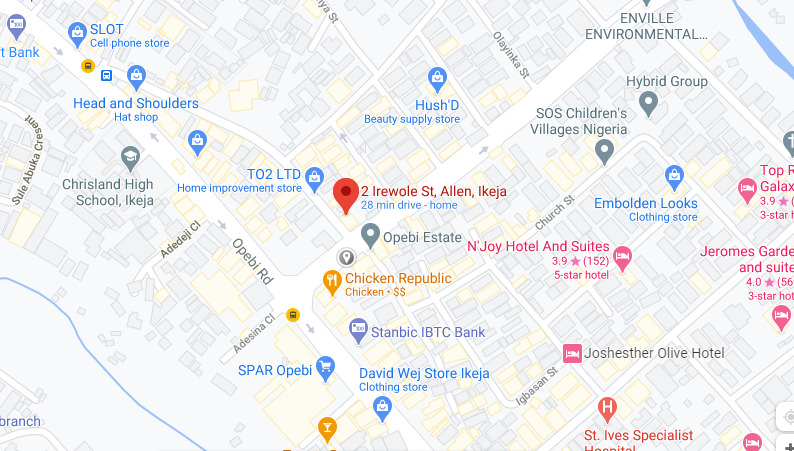 SLOT
Cell phone store
t Bank
Head and Shoulders
Hat shop
ya St
Olayinka St
ENVILLE
ENVIRONMENTAL...
Hush'D
Beauty supply store
Hybrid Group
SOS Children's
Villages Nigeria
Sule Abuka Cresent
Chrisland High
School, Ikeja
TO2 LTD
Home improvement store
2 Irewole St, Allen, Ikeja
28 min drive - home
Embolden Looks
Clothing store
Top R
Galax
3.9
3-star h
Adedeji Cl
Opebi Rd
Opebi Estate
Church St
N'Joy Hotel And Suites
3.9 ★ (152)
5-star hotel
Jeromes Garde
and suite
4.0 ★ (56
3-star hot
Chicken Republic
Chicken • $$
Adesina Cl
Stanbic IBTC Bank
SPAR Opebi
David Wej Store Ikeja
Clothing store
Joshesther Olive Hotel
Igbasan St
branch
H
St. Ives Specialist
Hospital